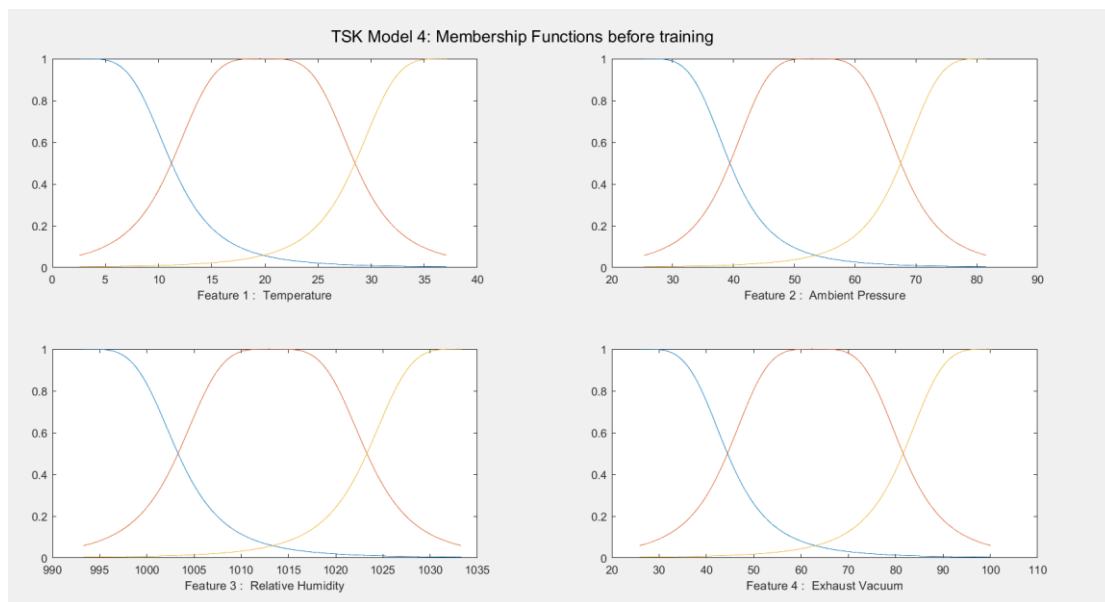 TSK Model 4: Membership Functions before training
1
0.8
0.6
0.4
0.2
0
0 5 10 15 20 25 30 35 40
Feature 1 : Temperature
1
0.8
0.6
0.4
0.2
0
20 30 40 50 60 70 80 90
Feature 2 : Ambient Pressure
1
0.8
0.6
0.4
0.2
0
990 995 1000 1005 1010 1015 1020 1025 1030 1035
Feature 3 : Relative Humidity
1
0.8
0.6
0.4
0.2
0
20 30 40 50 60 70 80 90 100 110
Feature 4 : Exhaust Vacuum